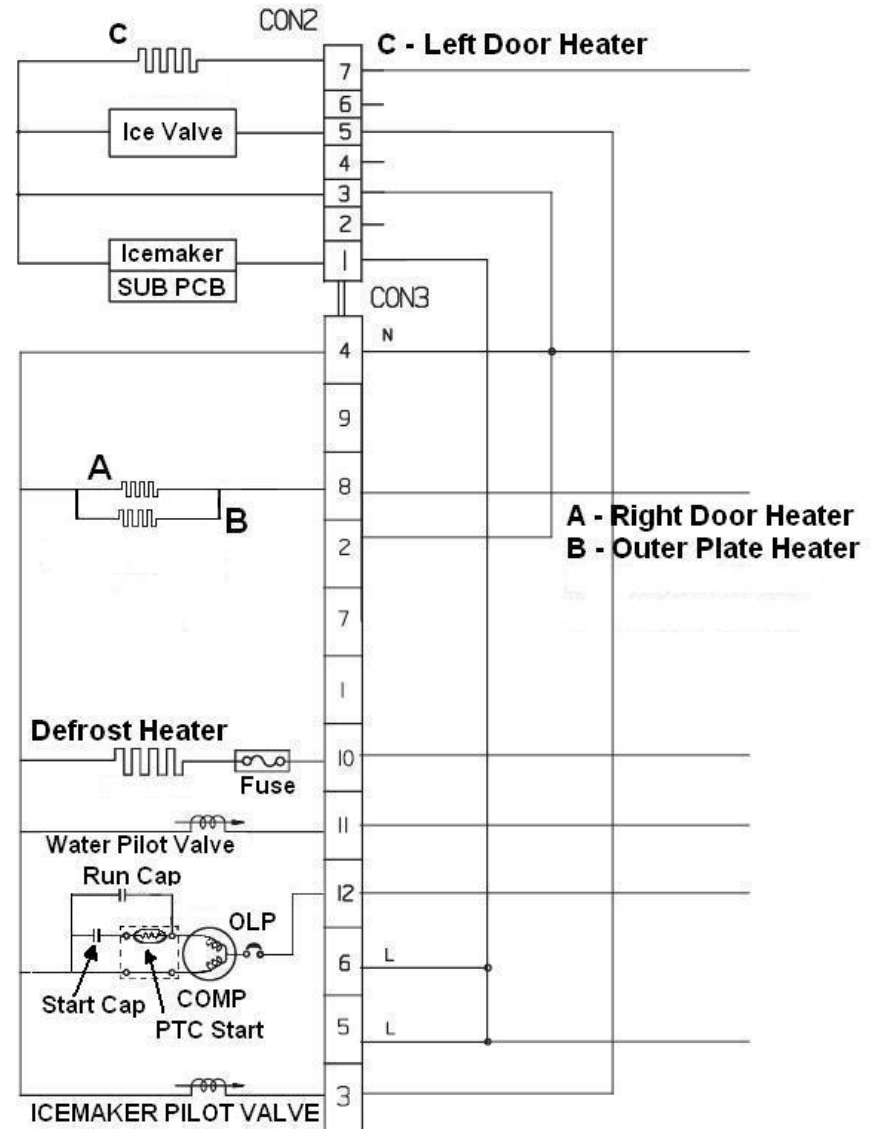 CON2
C
C - Left Door Heater
7
6
Ice Valve
5
4
3
2
Icemaker
1
SUB PCB
CON3
N
4
9
A
8
B
A - Right Door Heater
B - Outer Plate Heater
2
7
1
Defrost Heater
10
Fuse
11
Water Pilot Valve
Run Cap
12
OLP
6
L
Start Cap
COMP
PTC Start
5
L
3
ICEMAKER PILOT VALVE